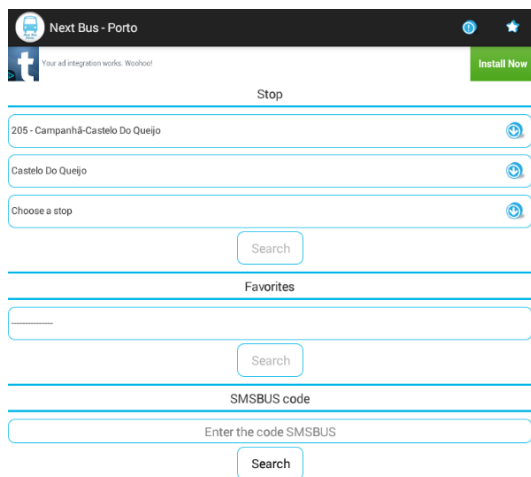 Next Bus - Porto
Your ad integration works. Woohoo!
Install Now
Stop
205 - Campanhã-Castelo Do Queijo
Castelo Do Queijo
Choose a stop
Search
Favorites
-------------
Search
SMSBUS code
Enter the code SMSBUS
Search